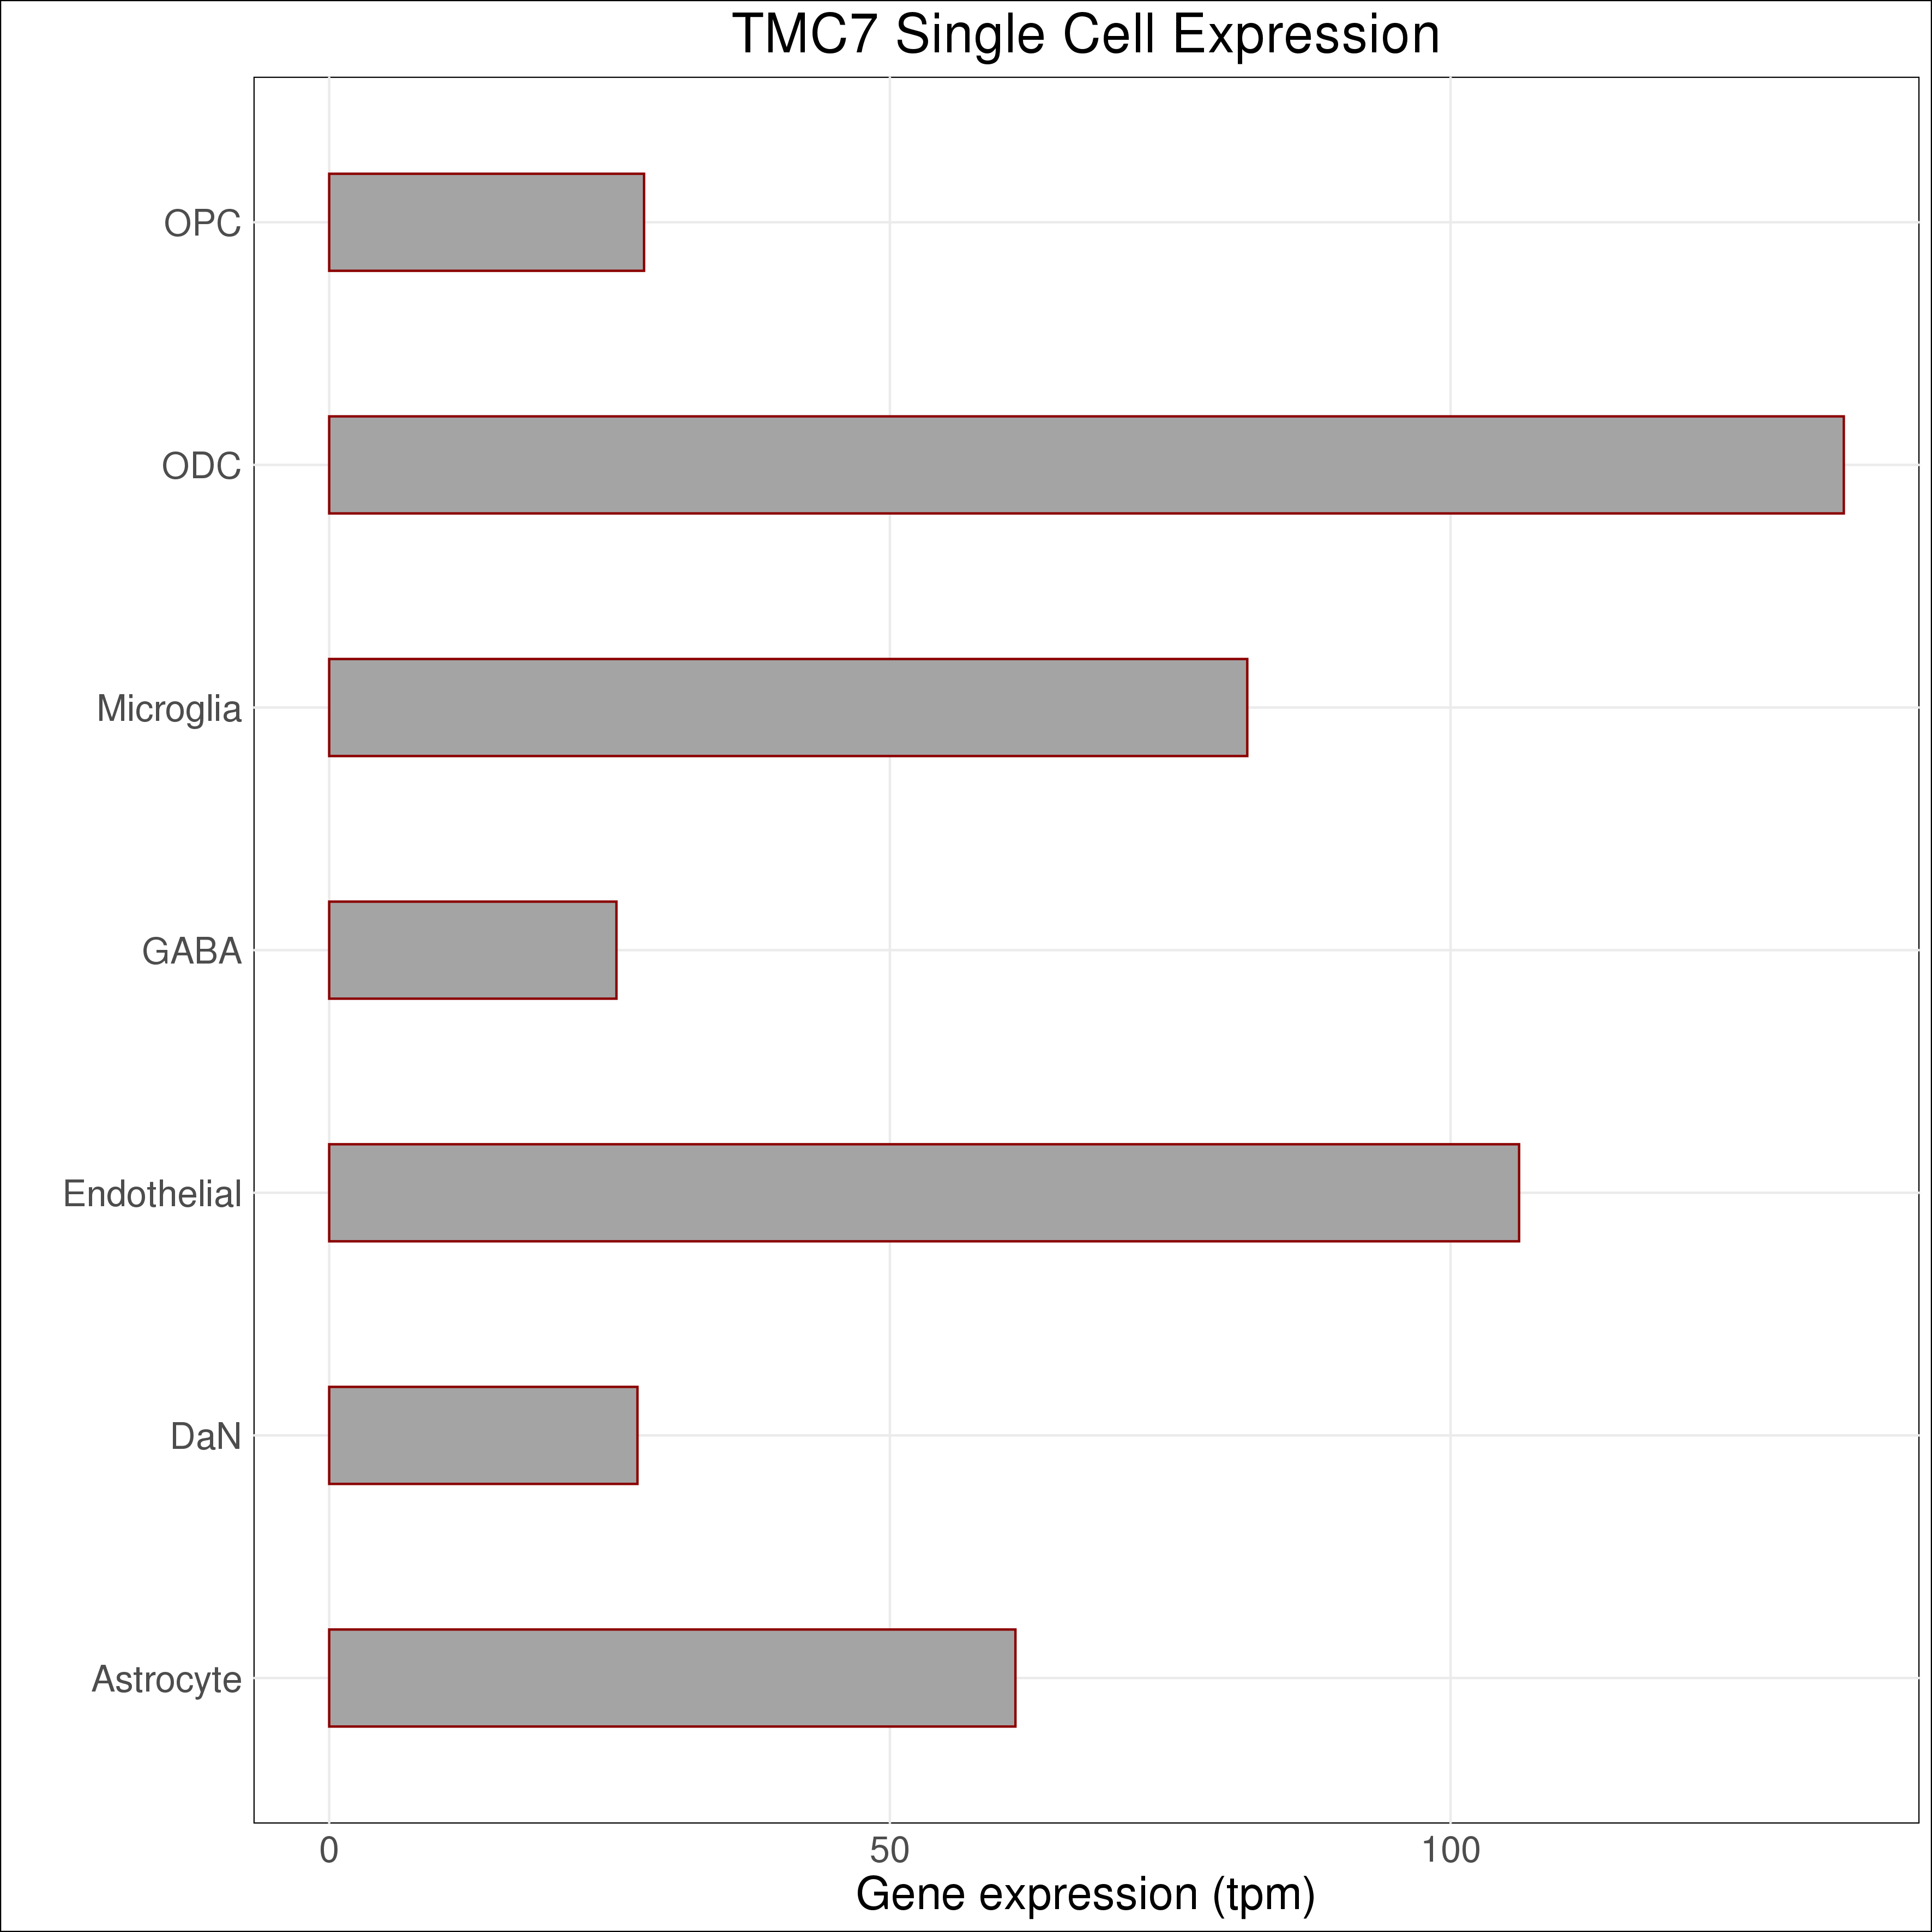 TMC7 Single Cell Expression
OPC
ODC
Microglia
GABA
Endothelial
DaN
Astrocyte
0 50 100
Gene expression (tpm)